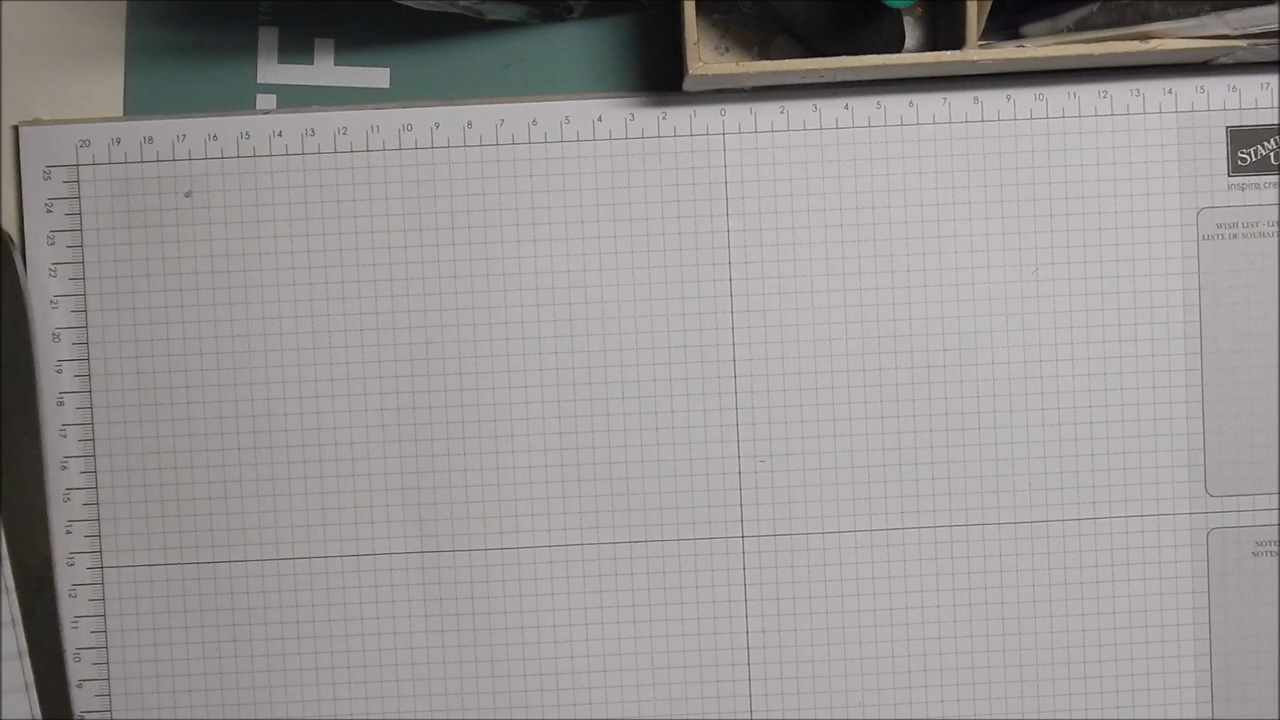 20 19 18 17 16 15 14 13 12 11 10 9 8 7 6 5 4 3 2 1 0 1 2 3 4 5 6 7 8 9 10 11 12 13 14 15 16 17
25
24
23
22
21
20
19
18
17
16
15
14
13
12
11
10
9
STAM
U
inspire. cre
WISH LIST • LIS
LISTE DE SOUHAIT
NOTE
NOTES